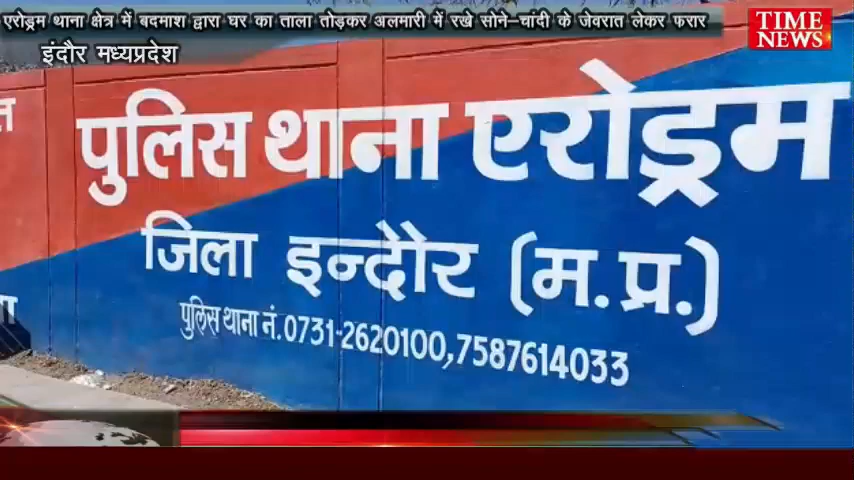 एरोड्रम थाना क्षेत्र में बदमाश द्वारा घर का ताला तोड़कर अलमारी में रखे सोने-चांदी के जेवरात लेकर फरार
TIME
NEWS
इंदौर मध्यप्रदेश
पुलिस थाना एरोड्रम
जिला इन्दौर (म.प्र.)
पुलिस थाना नं.0731-2620100,7587614033